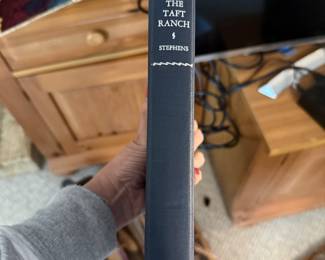 THE
TAFT
RANCH
§
STEPHENS